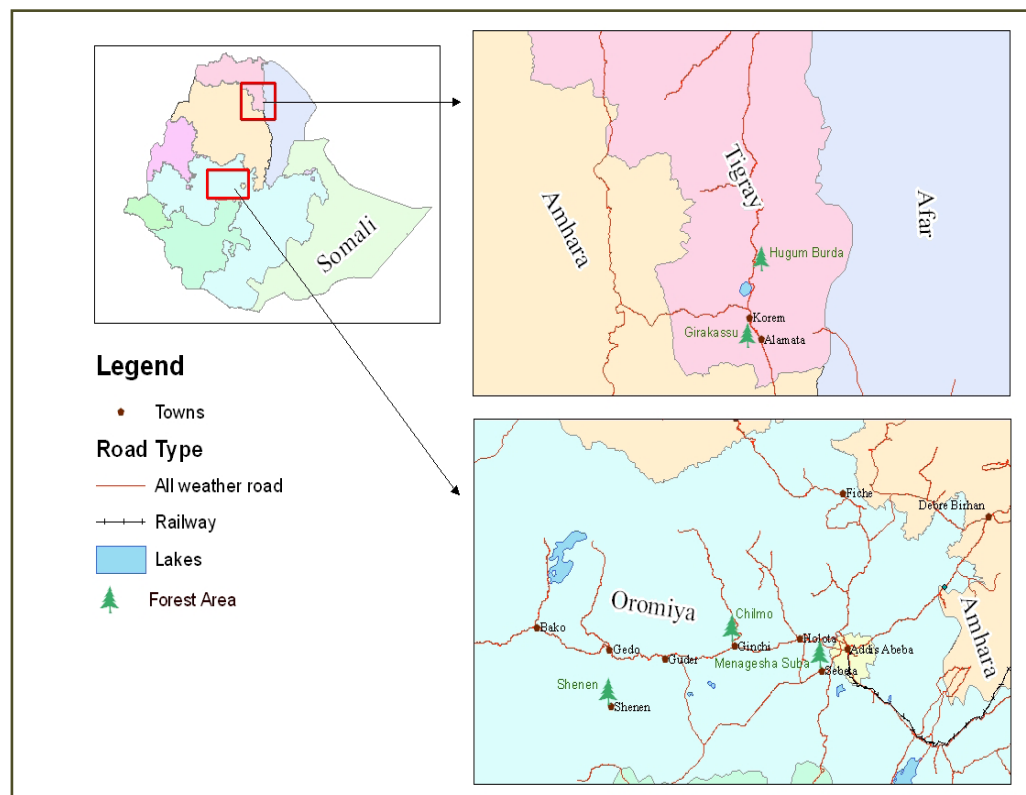 Somali
Legend
Towns
Road Type
All weather road
Railway
Lakes
Forest Area
Amhara
Tigray
Afar
Hugum Burda
Korem
Girakassu
Alamata
Fiche
Debre Birhan
Oromiya
Chilmo
Amhara
Bako
Nolota
Gedo
Ginchi
Addis Abeba
Guder
Menagesha Suba
Sebeta
Shenen
Shenen